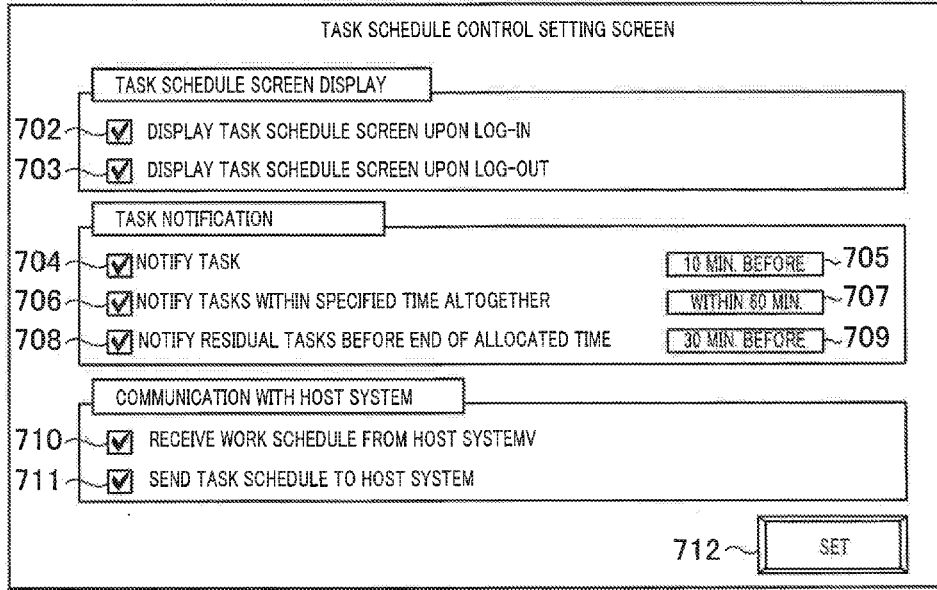 TASK SCHEDULE CONTROL SETTING SCREEN
TASK SCHEDULE SCREEN DISPLAY
702 DISPLAY TASK SCHEDULE SCREEN UPON LOG-IN
703 DISPLAY TASK SCHEDULE SCREEN UPON LOG-OUT
TASK NOTIFICATION
704 NOTIFY TASK 10 MIN. BEFORE 705
706 NOTIFY TASKS WITHIN SPECIFIED TIME ALTOGETHER WITHIN 60 MIN. 707
708 NOTIFY RESIDUAL TASKS BEFORE END OF ALLOCATED TIME 30 MIN. BEFORE 709
COMMUNICATION WITH HOST SYSTEM
710 RECEIVE WORK SCHEDULE FROM HOST SYSTEMV
711 SEND TASK SCHEDULE TO HOST SYSTEM
712 SET